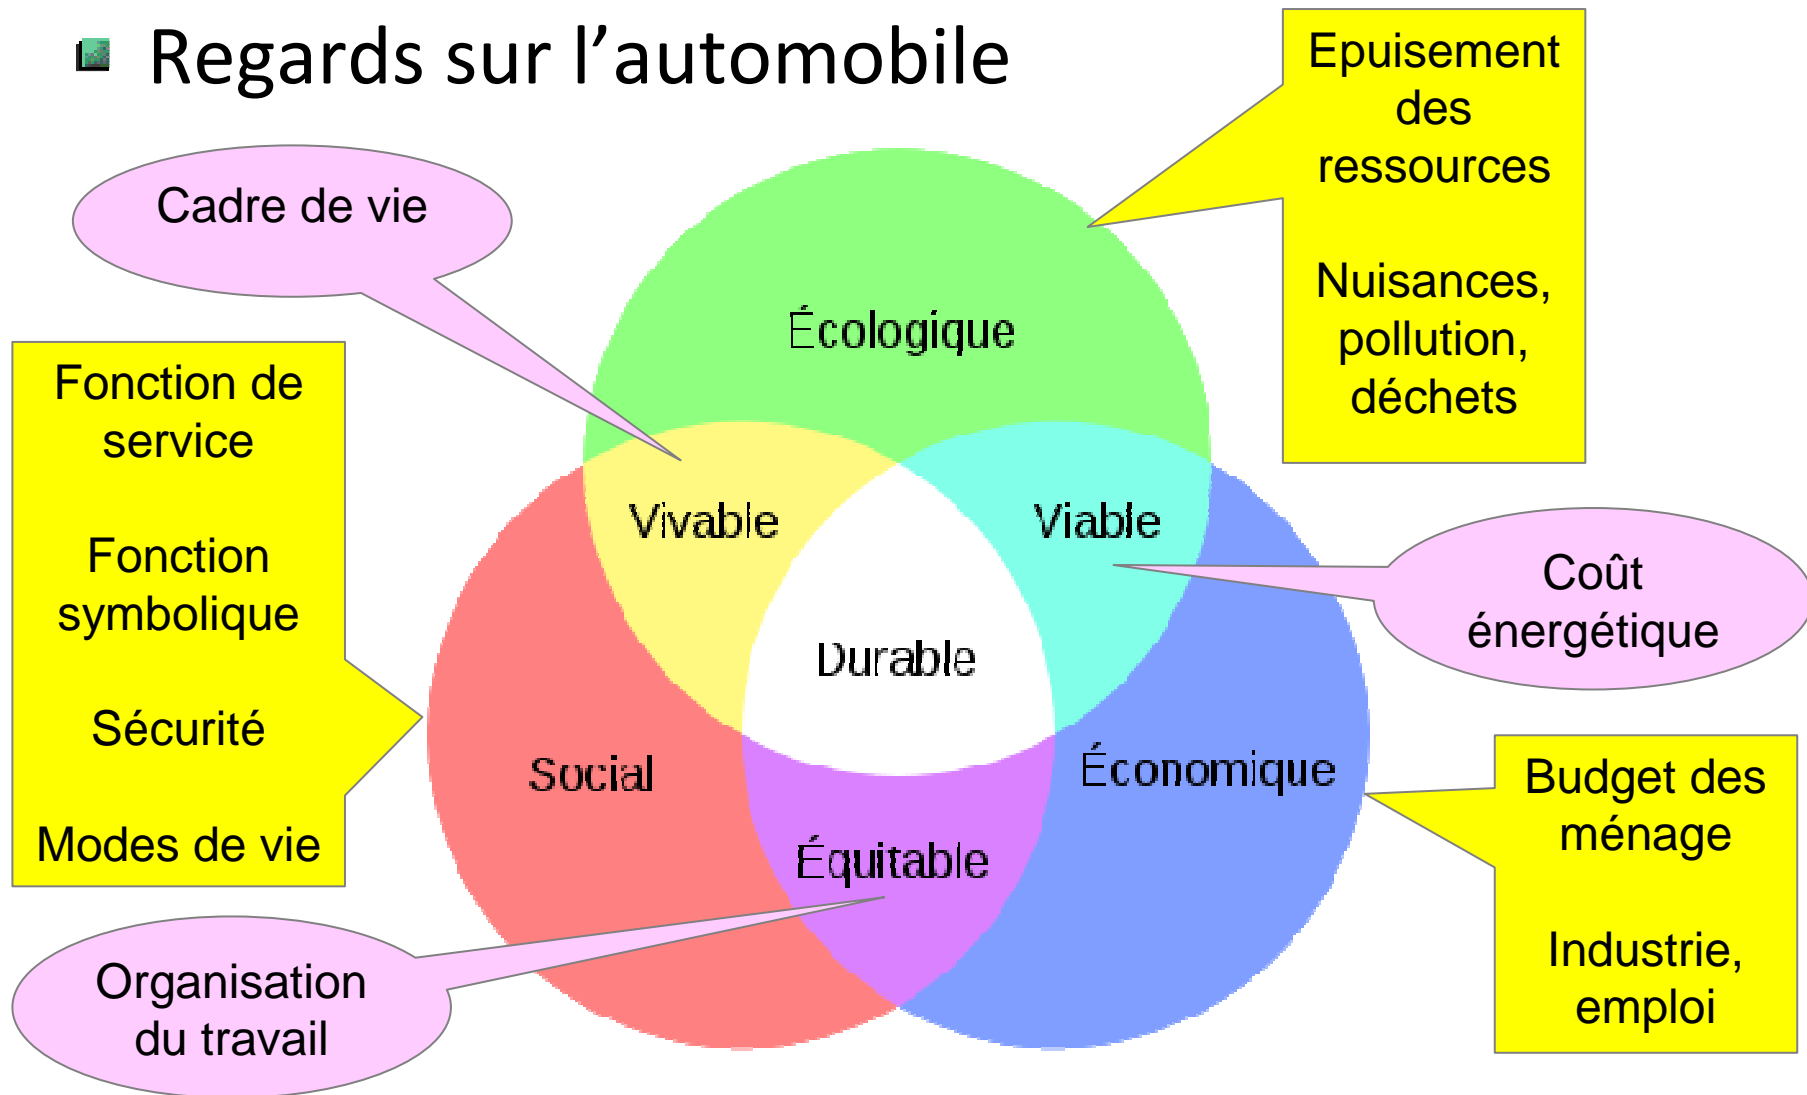 Regards sur l’automobile
Epuisement
des
ressources
Nuisances,
pollution,
déchets
Cadre de vie
Écologique
Fonction de
service
Fonction
symbolique
Sécurité
Modes de vie
Vivable
Viable
Coût
énergétique
Durable
Social
Économique
Budget des
ménage
Industrie,
emploi
Équitable
Organisation
du travail